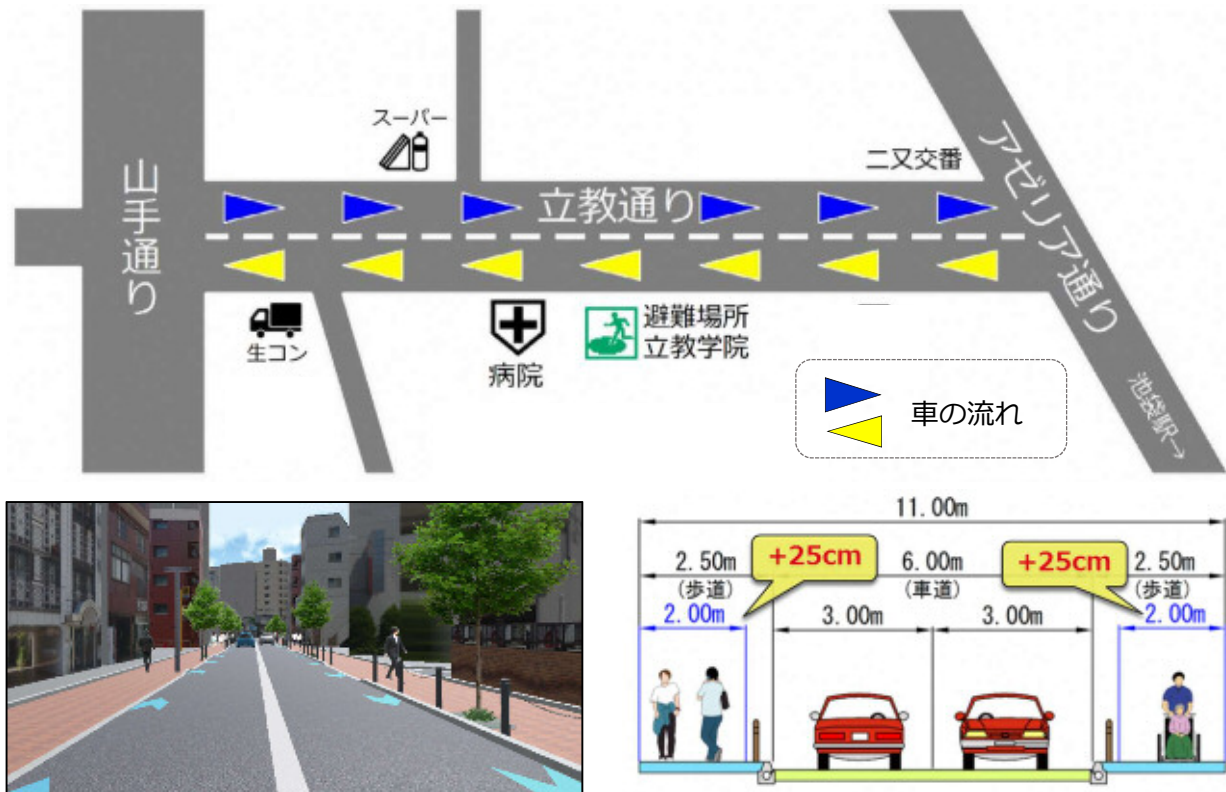 スーパー
二又交番
山手通り
立教通り
アゼリア通り
生コン
病院
避難場所
立教学院
車の流れ
池袋駅→
11.00m
2.50m
(歩道)
2.00m
+25cm
6.00m
(車道)
+25cm
2.50m
(歩道)
2.00m
3.00m
3.00m